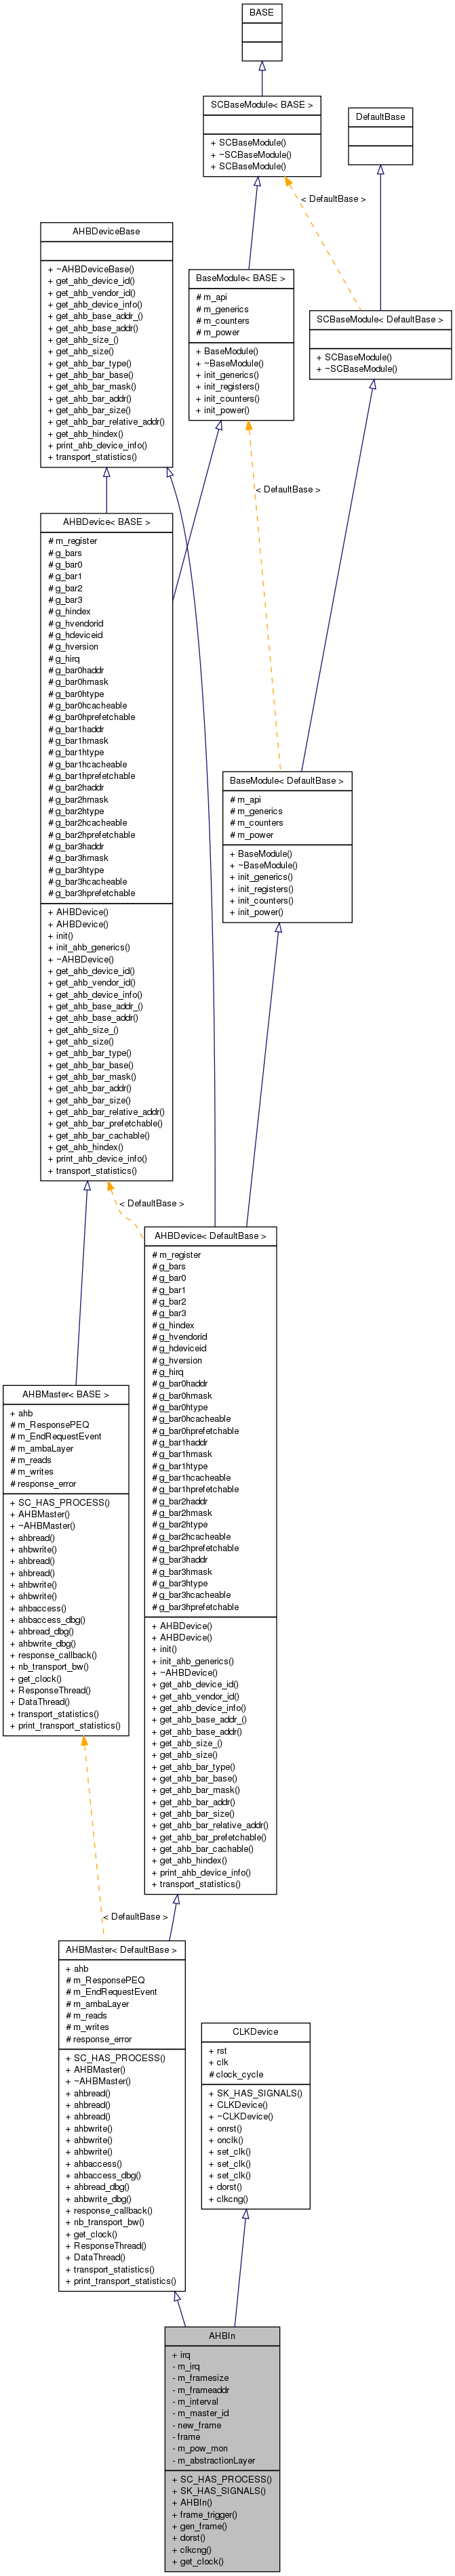 BASE
SCBaseModule< BASE >
+ SCBaseModule()
+ ~SCBaseModule()
+ SCBaseModule()
DefaultBase
< DefaultBase >
AHBDeviceBase
+ ~AHBDeviceBase()
+ get_ahb_device_id()
+ get_ahb_vendor_id()
+ get_ahb_device_info()
+ get_ahb_base_addr_()
+ get_ahb_base_addr()
+ get_ahb_size_()
+ get_ahb_size()
+ get_ahb_bar_type()
+ get_ahb_bar_base()
+ get_ahb_bar_mask()
+ get_ahb_bar_addr()
+ get_ahb_bar_size()
+ get_ahb_bar_relative_addr()
+ get_ahb_hindex()
+ print_ahb_device_info()
+ transport_statistics()
BaseModule< BASE >
# m_api
# m_generics
# m_counters
# m_power
+ BaseModule()
+ ~BaseModule()
+ init_generics()
+ init_registers()
+ init_counters()
+ init_power()
SCBaseModule< DefaultBase >
+ SCBaseModule()
+ ~SCBaseModule()
< DefaultBase >
AHBDevice< BASE >
# m_register
# g_bars
# g_bar0
# g_bar1
# g_bar2
# g_bar3
# g_hindex
# g_hvendorid
# g_hdeviceid
# g_hversion
# g_hirq
# g_bar0haddr
# g_bar0hmask
# g_bar0htype
# g_bar0hcacheable
# g_bar0hprefetchable
# g_bar1haddr
# g_bar1hmask
# g_bar1htype
# g_bar1hcacheable
# g_bar1hprefetchable
# g_bar2haddr
# g_bar2hmask
# g_bar2htype
# g_bar2hcacheable
# g_bar2hprefetchable
# g_bar3haddr
# g_bar3hmask
# g_bar3htype
# g_bar3hcacheable
# g_bar3hprefetchable
+ AHBDevice()
+ AHBDevice()
+ init()
+ init_ahb_generics()
+ ~AHBDevice()
+ get_ahb_device_id()
+ get_ahb_vendor_id()
+ get_ahb_device_info()
+ get_ahb_base_addr_()
+ get_ahb_base_addr()
+ get_ahb_size_()
+ get_ahb_size()
+ get_ahb_bar_type()
+ get_ahb_bar_base()
+ get_ahb_bar_mask()
+ get_ahb_bar_addr()
+ get_ahb_bar_size()
+ get_ahb_bar_relative_addr()
+ get_ahb_bar_prefetchable()
+ get_ahb_bar_cachable()
+ get_ahb_hindex()
+ print_ahb_device_info()
+ transport_statistics()
BaseModule< DefaultBase >
# m_api
# m_generics
# m_counters
# m_power
+ BaseModule()
+ ~BaseModule()
+ init_generics()
+ init_registers()
+ init_counters()
+ init_power()
< DefaultBase >
AHBDevice< DefaultBase >
# m_register
# g_bars
# g_bar0
# g_bar1
# g_bar2
# g_bar3
# g_hindex
# g_hvendorid
# g_hdeviceid
# g_hversion
# g_hirq
# g_bar0haddr
# g_bar0hmask
# g_bar0htype
# g_bar0hcacheable
# g_bar0hprefetchable
# g_bar1haddr
# g_bar1hmask
# g_bar1htype
# g_bar1hcacheable
# g_bar1hprefetchable
# g_bar2haddr
# g_bar2hmask
# g_bar2htype
# g_bar2hcacheable
# g_bar2hprefetchable
# g_bar3haddr
# g_bar3hmask
# g_bar3htype
# g_bar3hcacheable
# g_bar3hprefetchable
+ AHBDevice()
+ AHBDevice()
+ init()
+ init_ahb_generics()
+ ~AHBDevice()
+ get_ahb_device_id()
+ get_ahb_vendor_id()
+ get_ahb_device_info()
+ get_ahb_base_addr_()
+ get_ahb_base_addr()
+ get_ahb_size_()
+ get_ahb_size()
+ get_ahb_bar_type()
+ get_ahb_bar_base()
+ get_ahb_bar_mask()
+ get_ahb_bar_addr()
+ get_ahb_bar_size()
+ get_ahb_bar_relative_addr()
+ get_ahb_bar_prefetchable()
+ get_ahb_bar_cachable()
+ get_ahb_hindex()
+ print_ahb_device_info()
+ transport_statistics()
AHBMaster< BASE >
+ ahb
# m_ResponsePEQ
# m_EndRequestEvent
# m_ambaLayer
# m_reads
# m_writes
# response_error
+ SC_HAS_PROCESS()
+ AHBMaster()
+ ~AHBMaster()
+ ahbread()
+ ahbwrite()
+ ahbread()
+ ahbread()
+ ahbwrite()
+ ahbwrite()
+ ahbaccess()
+ ahbaccess_dbg()
+ ahbread_dbg()
+ ahbwrite_dbg()
+ response_callback()
+ nb_transport_bw()
+ get_clock()
+ ResponseThread()
+ DataThread()
+ transport_statistics()
+ print_transport_statistics()
< DefaultBase >
AHBMaster< DefaultBase >
+ ahb
# m_ResponsePEQ
# m_EndRequestEvent
# m_ambaLayer
# m_reads
# m_writes
# response_error
+ SC_HAS_PROCESS()
+ AHBMaster()
+ ~AHBMaster()
+ ahbread()
+ ahbread()
+ ahbread()
+ ahbwrite()
+ ahbwrite()
+ ahbwrite()
+ ahbaccess()
+ ahbaccess_dbg()
+ ahbread_dbg()
+ ahbwrite_dbg()
+ response_callback()
+ nb_transport_bw()
+ get_clock()
+ ResponseThread()
+ DataThread()
+ transport_statistics()
+ print_transport_statistics()
CLKDevice
+ rst
+ clk
# clock_cycle
+ SK_HAS_SIGNALS()
+ CLKDevice()
+ ~CLKDevice()
+ onrst()
+ onclk()
+ set_clk()
+ set_clk()
+ set_clk()
+ dorst()
+ clkcng()
AHBIn
+ irq
- m_irq
- m_framesize
- m_frameaddr
- m_interval
- m_master_id
- new_frame
- frame
- m_pow_mon
- m_abstractionLayer
+ SC_HAS_PROCESS()
+ SK_HAS_SIGNALS()
+ AHBIn()
+ frame_trigger()
+ gen_frame()
+ dorst()
+ clkcng()
+ get_clock()